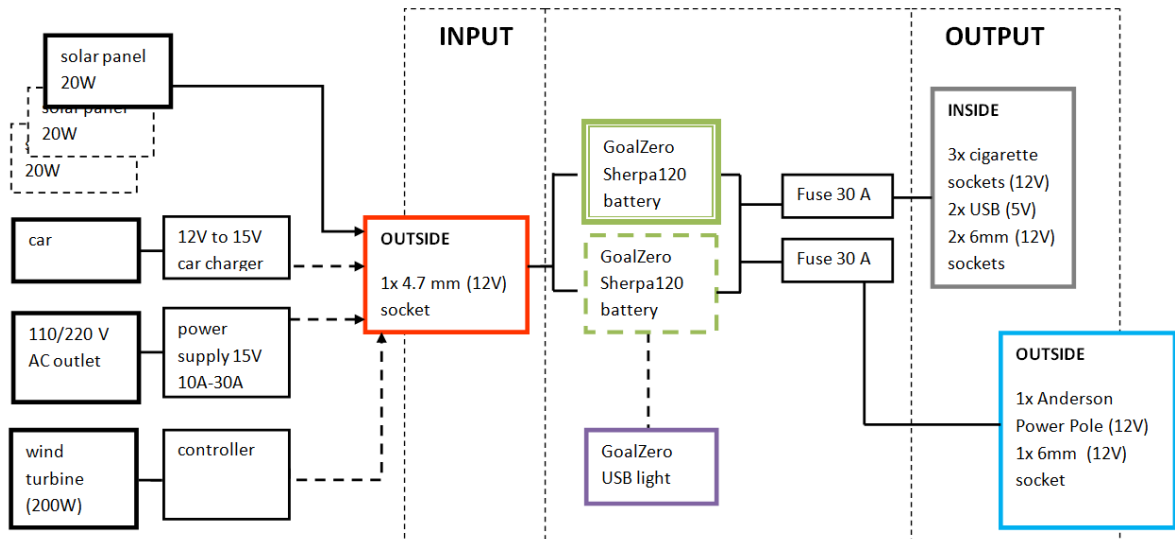 INPUT
OUTPUT
solar panel
20W
solar panel
20W
20W
car
12V to 15V
car charger
110/220 V
AC outlet
power
supply 15V
10A-30A
wind
turbine
(200W)
controller
OUTSIDE
1x 4.7 mm (12V)
socket
GoalZero
Sherpa120
battery
GoalZero
Sherpa120
battery
GoalZero
USB light
Fuse 30 A
Fuse 30 A
INSIDE
3x cigarette
sockets (12V)
2x USB (5V)
2x 6mm (12V)
sockets
OUTSIDE
1x Anderson
Power Pole (12V)
1x 6mm (12V)
socket